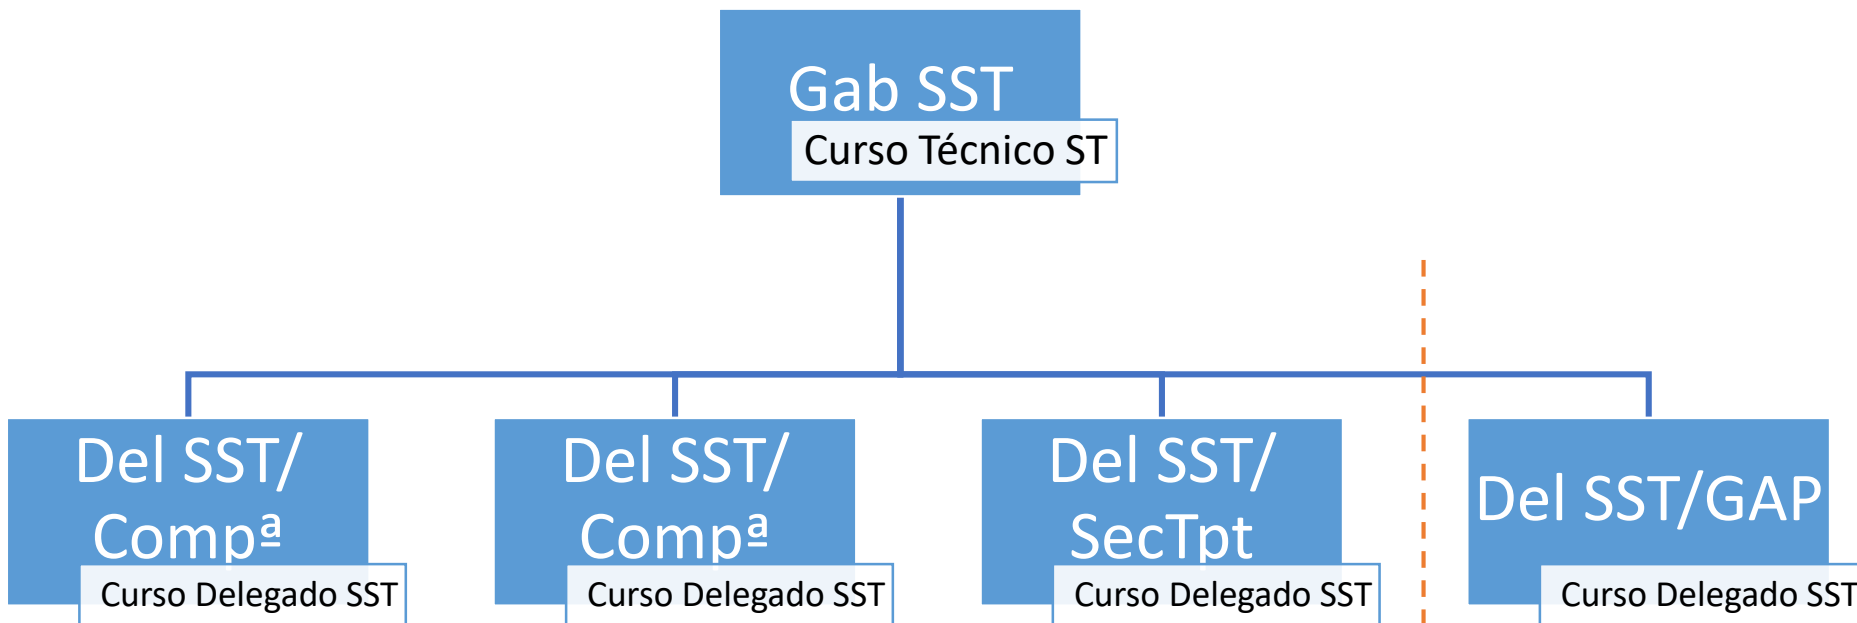 Gab SST
Curso Técnico ST
Del SST/
Compª
Curso Delegado SST
Del SST/
Compª
Curso Delegado SST
Del SST/
SecTpt
Curso Delegado SST
Del SST/GAP
Curso Delegado SST